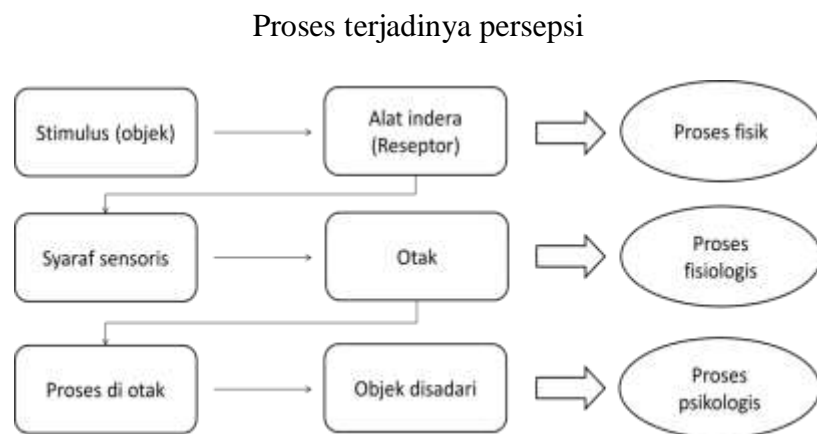 Proses terjadinya persepsi
Stimulus (objek)
Alat indera
(Reseptor)
Proses fisik
Syaraf sensoris
Otak
Proses
fisiologis
Proses di otak
Objek disadari
Proses
psikologis